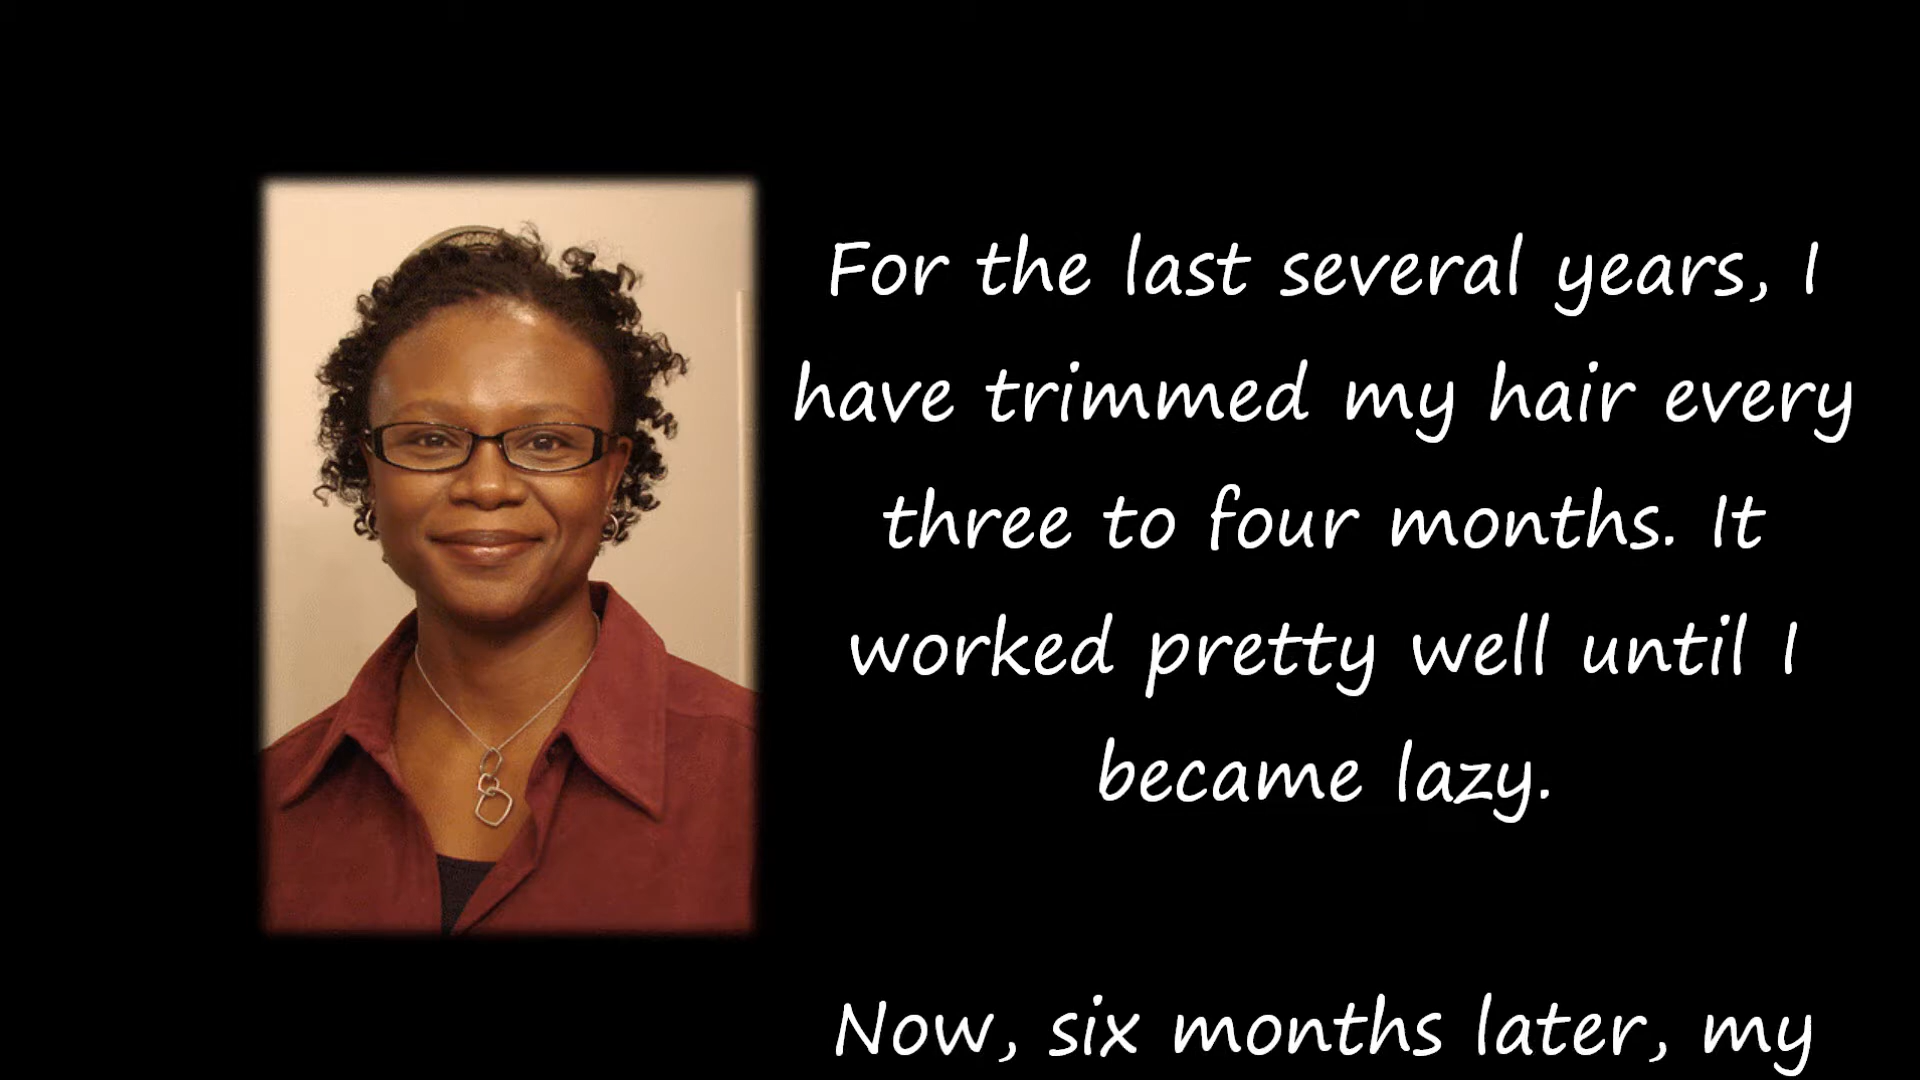 For the last several years, I
have trimmed my hair every
three to four months. It
worked pretty well until I
became lazy.
Now, six months later, my